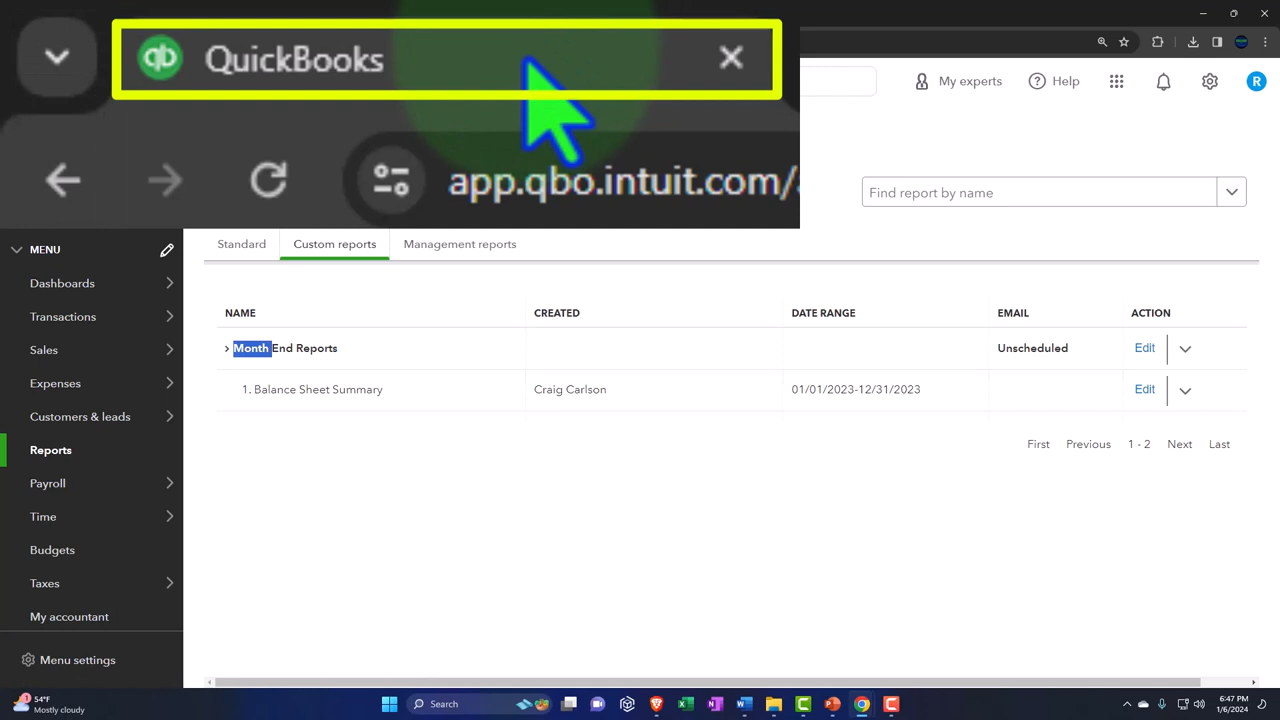 qb QuickBooks
app.qbo.intuit.com/
My experts
Help
R
Find report by name
MENU
Standard
Custom reports
Management reports
Dashboards
Transactions
Sales
Expenses
Customers & leads
Reports
Payroll
Time
Budgets
Taxes
My accountant
Menu settings
NAME CREATED DATE RANGE EMAIL ACTION
Month End Reports Unscheduled Edit
1. Balance Sheet Summary Craig Carlson 01/01/2023-12/31/2023 Edit
First Previous 1 - 2 Next Last
1 54°F
Mostly cloudy
Search
6:47 PM
1/6/2024